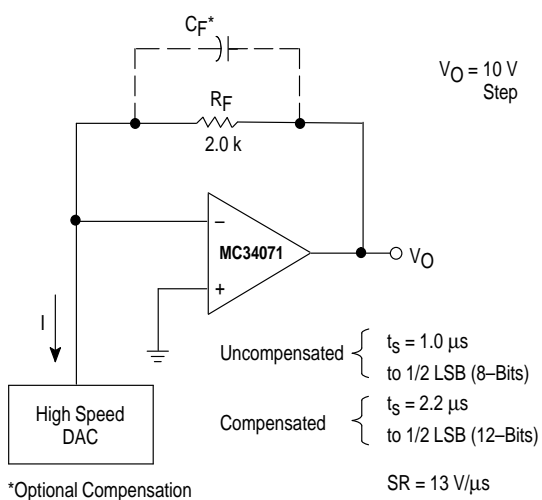 CF*
VO = 10 V
Step
RF
2.0 k
–
MC34071
+
VO
I
Uncompensated
ts = 1.0 µs
to 1/2 LSB (8–Bits)
High Speed
DAC
Compensated
ts = 2.2 µs
to 1/2 LSB (12–Bits)
*Optional Compensation
SR = 13 V/µs